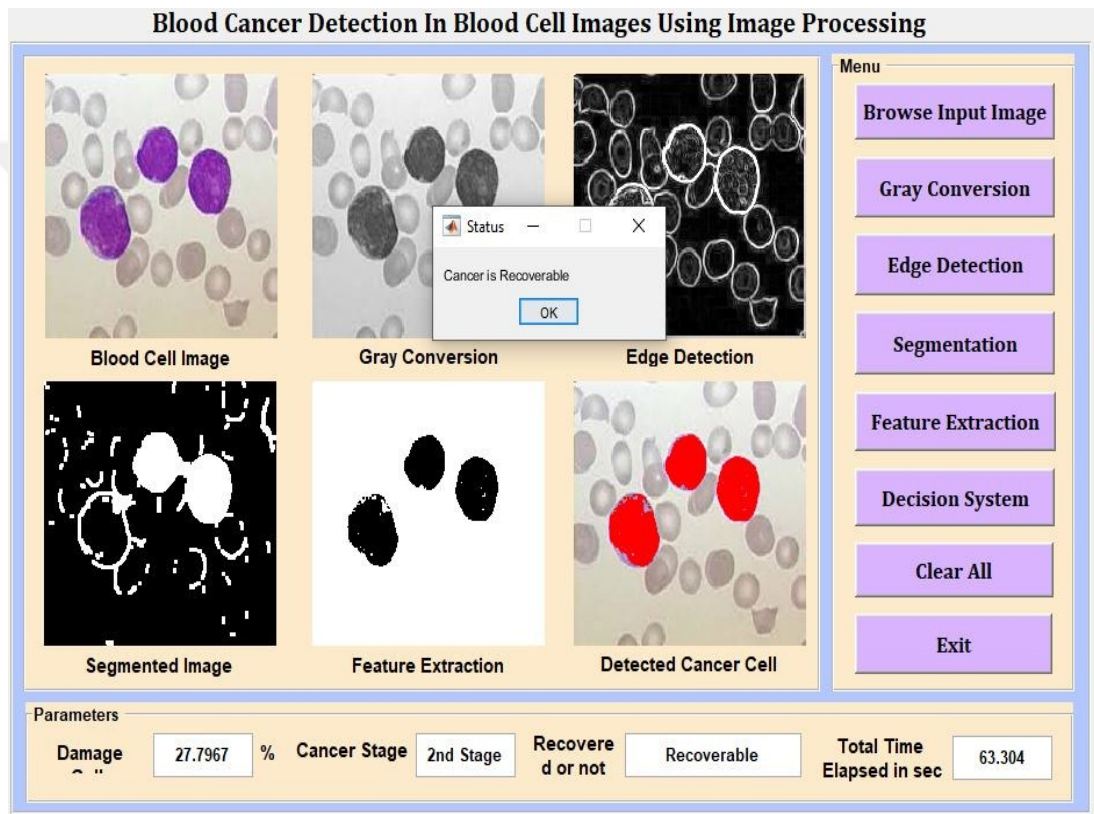 Blood Cancer Detection In Blood Cell Images Using Image Processing
Menu
Browse Input Image
Gray Conversion
Edge Detection
Segmentation
Feature Extraction
Decision System
Clear All
Exit
Status
Cancer is Recoverable
OK
Blood Cell Image
Gray Conversion
Edge Detection
Segmented Image
Feature Extraction
Detected Cancer Cell
Parameters
Damage
27.7967 %
Cancer Stage
2nd Stage
Recovere
d or not
Recoverable
Total Time
Elapsed in sec
63.304